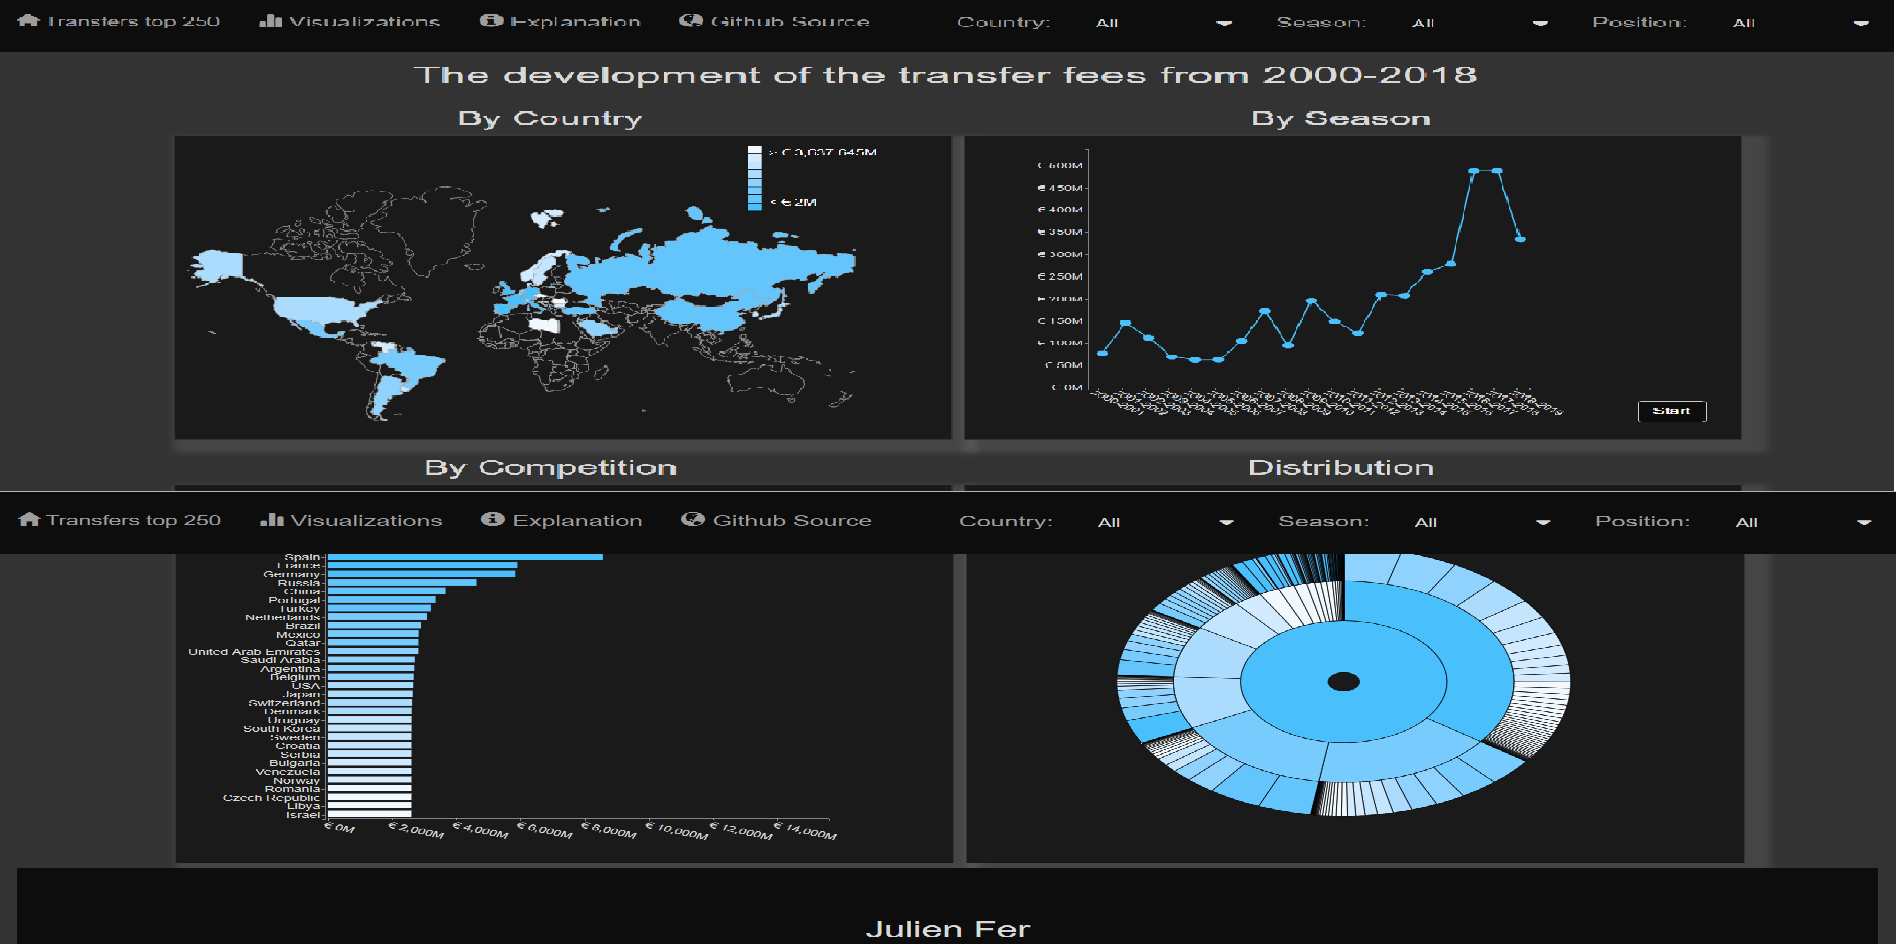 Transfers top 250 Visualizations Explanation Github Source Country: All Season: All Position: All
The development of the transfer fees from 2000-2018
By Country By Season
> € 3,637.645M
< € 2M
€ 500M
€ 450M
€ 400M
€ 350M
€ 300M
€ 250M
€ 200M
€ 150M
€ 100M
€ 50M
€ 0M
Start
By Competition Distribution
Transfers top 250 Visualizations Explanation Github Source Country: All Season: All Position: All
Spain
France
Germany
Russia
China
Portugal
Turkey
Netherlands
Brazil
Mexico
Qatar
United Arab Emirates
Saudi Arabia
Argentina
Belgium
USA
Japan
Switzerland
Denmark
Uruguay
South Korea
Sweden
Croatia
Serbia
Bulgaria
Venezuela
Norway
Romania
Czech Republic
Libya
Israel
€ 0M € 2,000M € 4,000M € 6,000M € 8,000M € 10,000M € 12,000M € 14,000M
Julien Fer